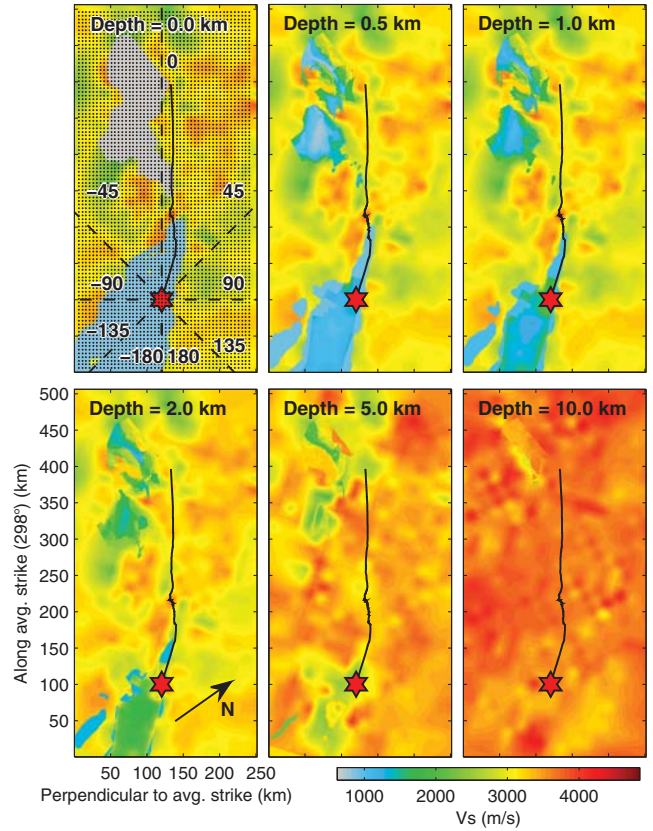 Depth = 0.0 km
0
−45
45
−90
90
−135
135
−180
180
Depth = 0.5 km
Depth = 1.0 km
Depth = 2.0 km
Depth = 5.0 km
Depth = 10.0 km
Along avg. strike (298°) (km)
500
450
400
350
300
250
200
150
100
50
N
50
100
150
200
250
Perpendicular to avg. strike (km)
1000
2000
3000
4000
Vs (m/s)